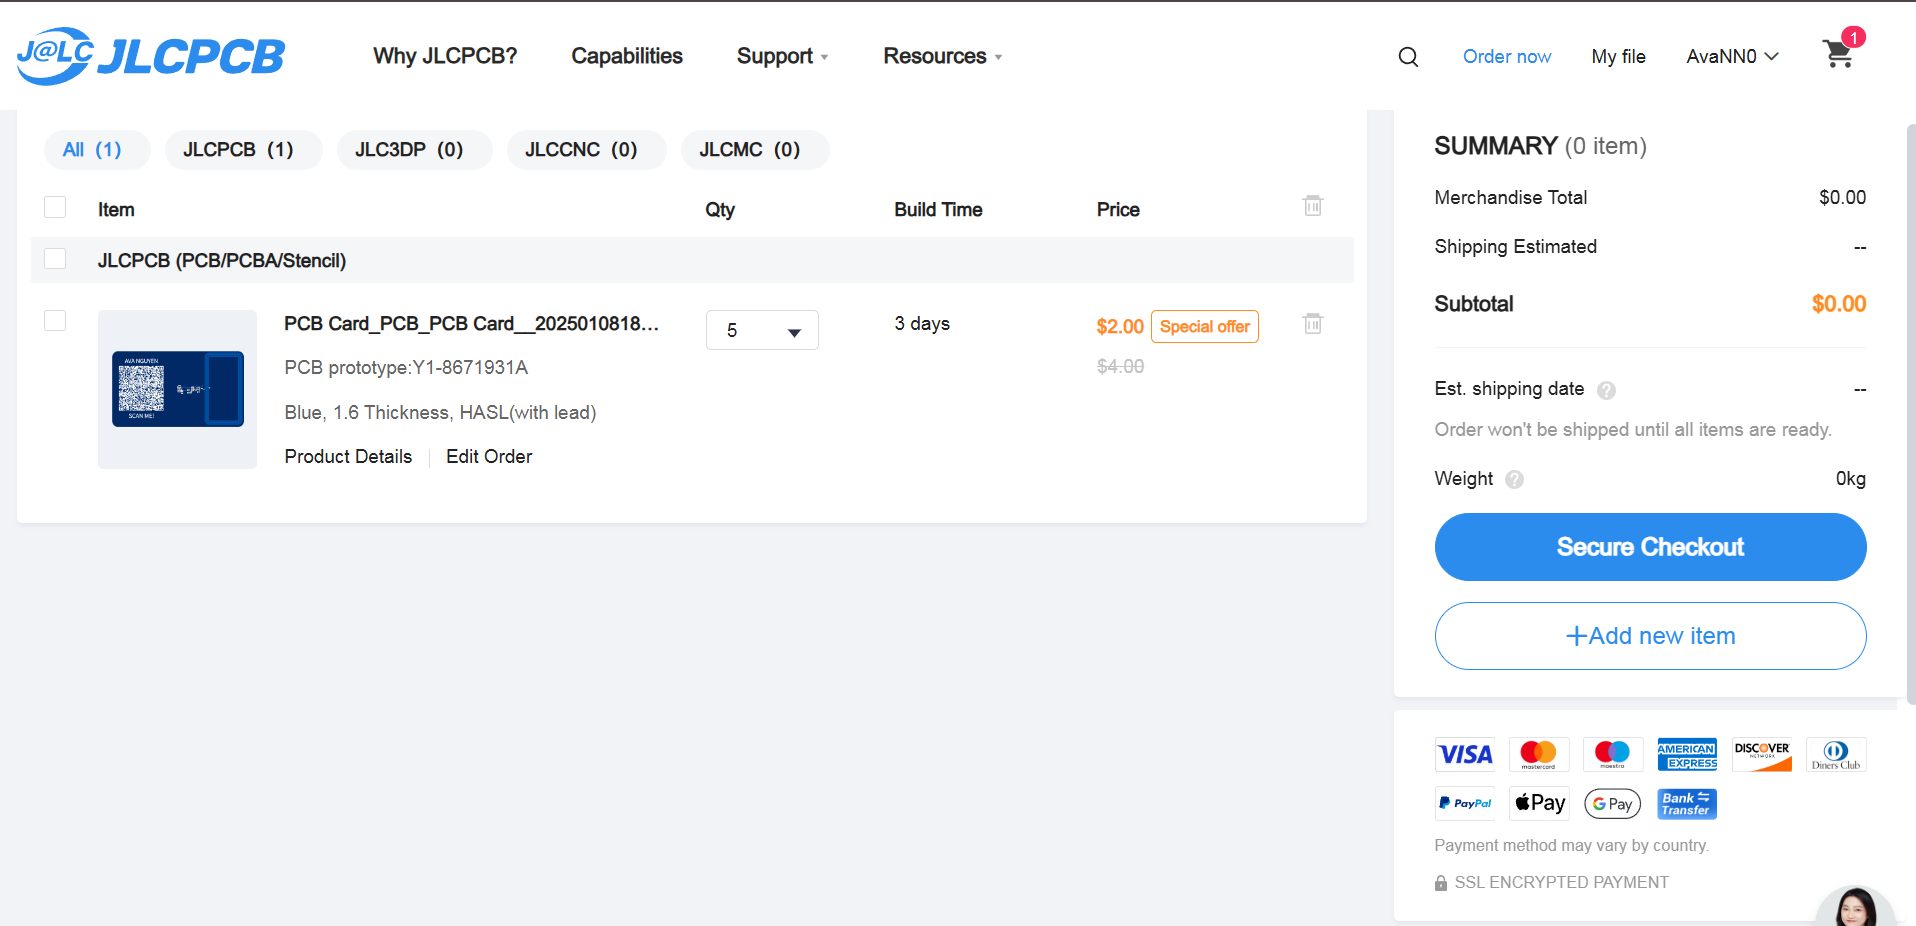 J@LC JLCPCB
Why JLCPCB?
Capabilities
Support
Resources
Order now
My file
AvaNN0
1
All (1)
JLCPCB (1)
JLC3DP (0)
JLCCNC (0)
JLCMC (0)
Item
Qty
Build Time
Price
JLCPCB (PCB/PCBA/Stencil)
AVA NGUYEN
SCAN ME!
PCB Card_PCB_PCB Card__2025010818...
PCB prototype:Y1-8671931A
Blue, 1.6 Thickness, HASL(with lead)
Product Details
Edit Order
5
3 days
$2.00
Special offer
$4.00
SUMMARY (0 item)
Merchandise Total
$0.00
Shipping Estimated
--
Subtotal
$0.00
Est. shipping date ?
--
Order won't be shipped until all items are ready.
Weight ?
0kg
Secure Checkout
+Add new item
VISA
mastercard
maestro
AMERICAN EXPRESS
DISCOVER NETWORK
Diners Club
PayPal
Pay
G Pay
Bank Transfer
Payment method may vary by country.
SSL ENCRYPTED PAYMENT